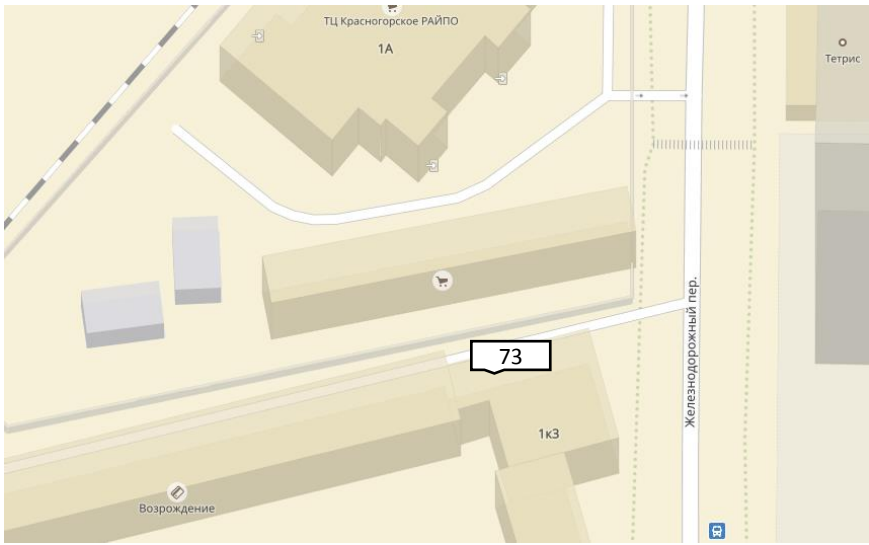 ТЦ Красногорское РАЙПО
1А
Тетрис
Железнодорожный пер.
73
1к3
Возрождение